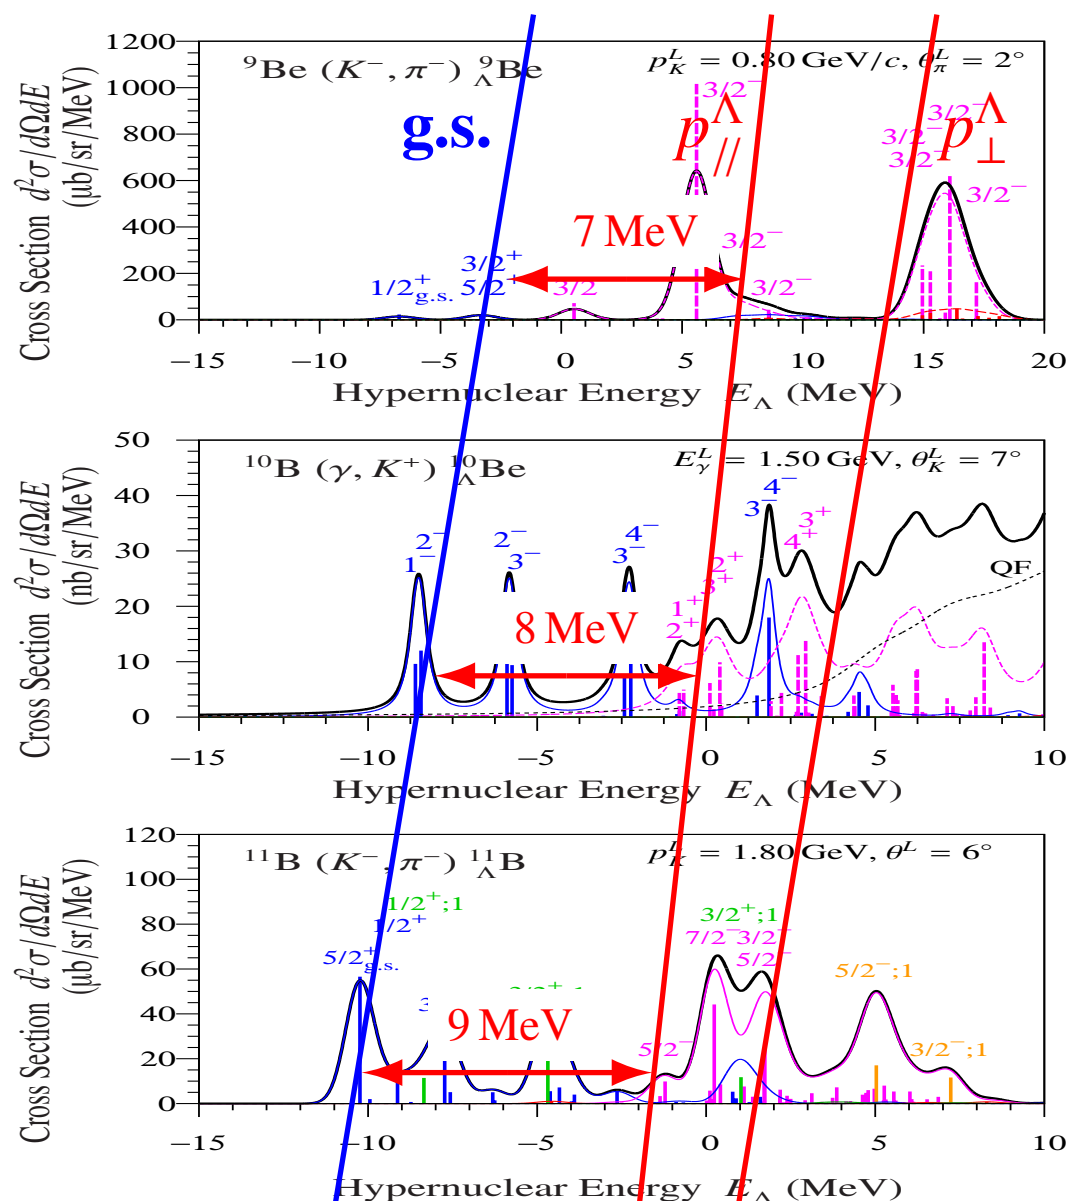 1200
1000
800
600
400
200
0
Cross Section d²σ/dΩdE
(μb/sr/MeV)
⁹Be (K⁻, π⁻) ⁹ΛBe
p_K^L = 0.80 GeV/c, θ_π^L = 2°
g.s.
p_//^Λ
p_⊥^Λ
3/2⁻
3/2⁻
3/2⁻
3/2⁻
3/2⁻
7 MeV
3/2⁻
3/2⁺
5/2⁺
1/2⁺g.s.
3/2
3/2⁻
−15 −10 −5 0 5 10 15 20
Hypernuclear Energy E_Λ (MeV)
50
40
30
20
10
0
Cross Section d²σ/dΩdE
(nb/sr/MeV)
¹⁰B (γ, K⁺) ¹⁰ΛBe
E_γ^L = 1.50 GeV, θ_K^L = 7°
2⁻
1⁻
2⁻
3⁻
4⁻
3⁻
4⁻
3⁻
3⁺
4⁺
2⁺
3⁺
1⁺
2⁺
QF
8 MeV
−15 −10 −5 0 5 10
Hypernuclear Energy E_Λ (MeV)
120
100
80
60
40
20
0
Cross Section d²σ/dΩdE
(μb/sr/MeV)
¹¹B (K⁻, π⁻) ¹¹ΛB
p_K^L = 1.80 GeV, θ^L = 6°
1/2⁺;1
1/2⁺
5/2⁺g.s.
3/2⁺;1
7/2⁻ 3/2⁻
5/2⁻
5/2⁻;1
9 MeV
5/2⁻
3/2⁻;1
−15 −10 −5 0 5 10
Hypernuclear Energy E_Λ (MeV)